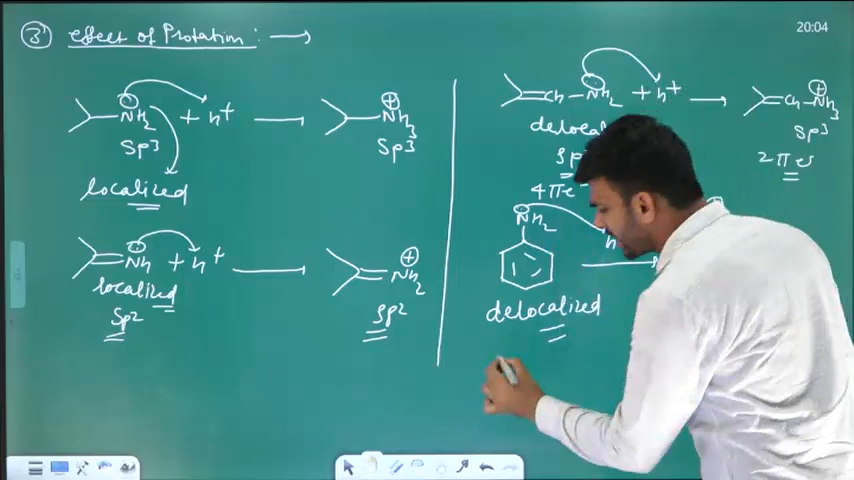 20:04
3 effect of Protation :→
NH2 + H+ → NH3
Sp3 Sp3
localized
NH + H+ → NH2
localized
Sp2 Sp2
CH—NH2 + H+ → CH—NH3
Sp3
4πe 2πes
NH2
delocalized